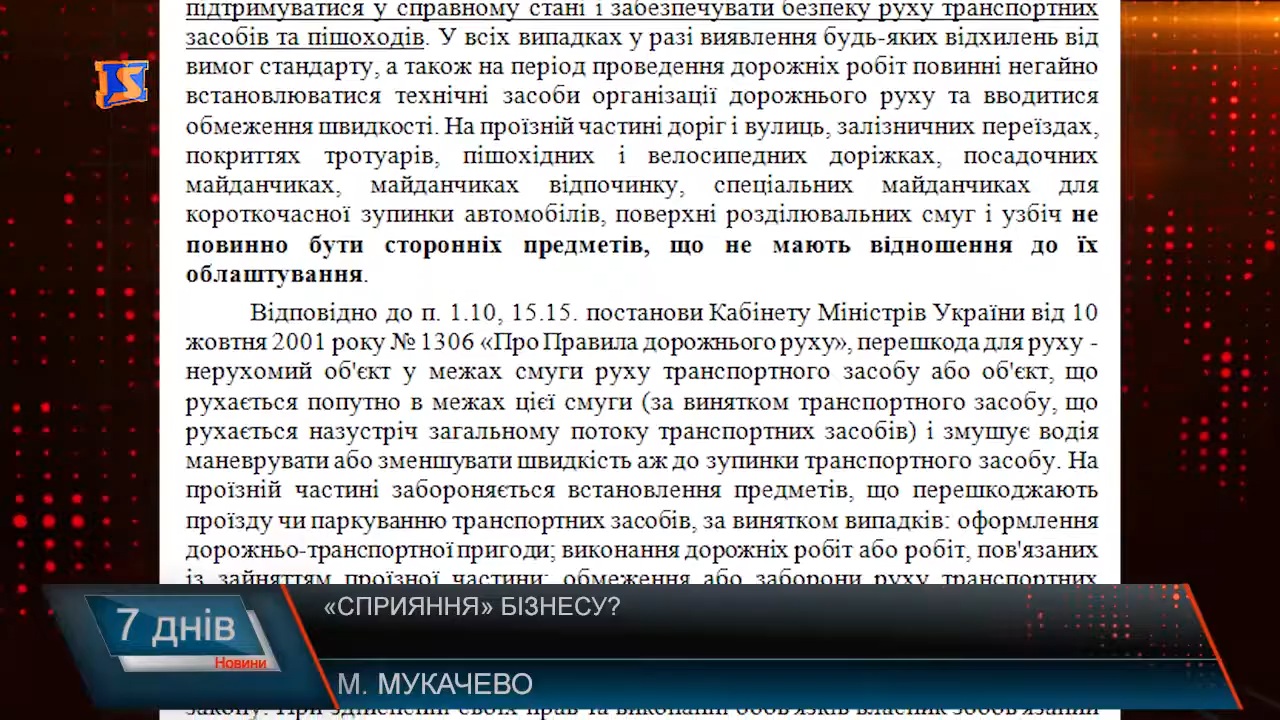 підтримуватися у справному стані і забезпечувати безпеку руху транспортних
засобів та пішоходів. У всіх випадках у разі виявлення будь-яких відхилень від
вимог стандарту, а також на період проведення дорожніх робіт повинні негайно
встановлюватися технічні засоби організації дорожнього руху та вводитися
обмеження швидкості. На проїзній частині доріг і вулиць, залізничних переїздах,
покриттях тротуарів, пішохідних і велосипедних доріжках, посадочних
майданчиках, майданчиках відпочинку, спеціальних майданчиках для
короткочасної зупинки автомобілів, поверхні розділювальних смуг і узбіч не
повинно бути сторонніх предметів, що не мають відношення до їх
облаштування.
Відповідно до п. 1.10, 15.15. постанови Кабінету Міністрів України від 10
жовтня 2001 року № 1306 «Про Правила дорожнього руху», перешкода для руху -
нерухомий об'єкт у межах смуги руху транспортного засобу або об'єкт, що
рухається попутно в межах цієї смуги (за винятком транспортного засобу, що
рухається назустріч загальному потоку транспортних засобів) і змушує водія
маневрувати або зменшувати швидкість аж до зупинки транспортного засобу. На
проїзній частині забороняється встановлення предметів, що перешкоджають
проїзду чи паркуванню транспортних засобів, за винятком випадків: оформлення
дорожньо-транспортної пригоди; виконання дорожніх робіт або робіт, пов'язаних
із зайняттям проїзної частини; обмеження або заборони руху транспортних
«СПРИЯННЯ» БІЗНЕСУ?
7 днів
Новини
М. МУКАЧЕВО